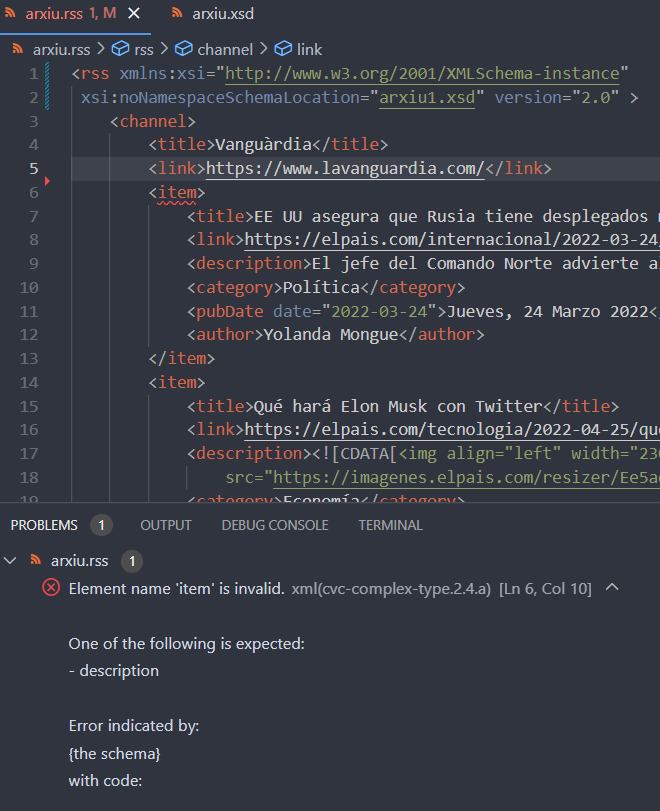 arxiu.rss 1, M
arxiu.xsd
arxiu.rss > rss > channel > link
1 <rss xmlns:xsi="http://www.w3.org/2001/XMLSchema-instance"
2 xsi:noNamespaceSchemaLocation="arxiu1.xsd" version="2.0" >
3 <channel>
4 <title>Vanguàrdia</title>
5 <link>https://www.lavanguardia.com/</link>
6 <item>
7 <title>EE UU asegura que Rusia tiene desplegados
8 <link>https://elpais.com/internacional/2022-03-24
9 <description>El jefe del Comando Norte advierte a
10 <category>Política</category>
11 <pubDate date="2022-03-24">Jueves, 24 Marzo 2022<
12 <author>Yolanda Mongue</author>
13 </item>
14 <item>
15 <title>Qué hará Elon Musk con Twitter</title>
16 <link>https://elpais.com/tecnologia/2022-04-25/qu
17 <description><![CDATA[<img align="left" width="23
18 src="https://imagenes.elpais.com/resizer/Ee5a
19 <category>Economía</category>
PROBLEMS 1 OUTPUT DEBUG CONSOLE TERMINAL
arxiu.rss 1
Element name 'item' is invalid. xml(cvc-complex-type.2.4.a) [Ln 6, Col 10]
One of the following is expected:
- description
Error indicated by:
{the schema}
with code: